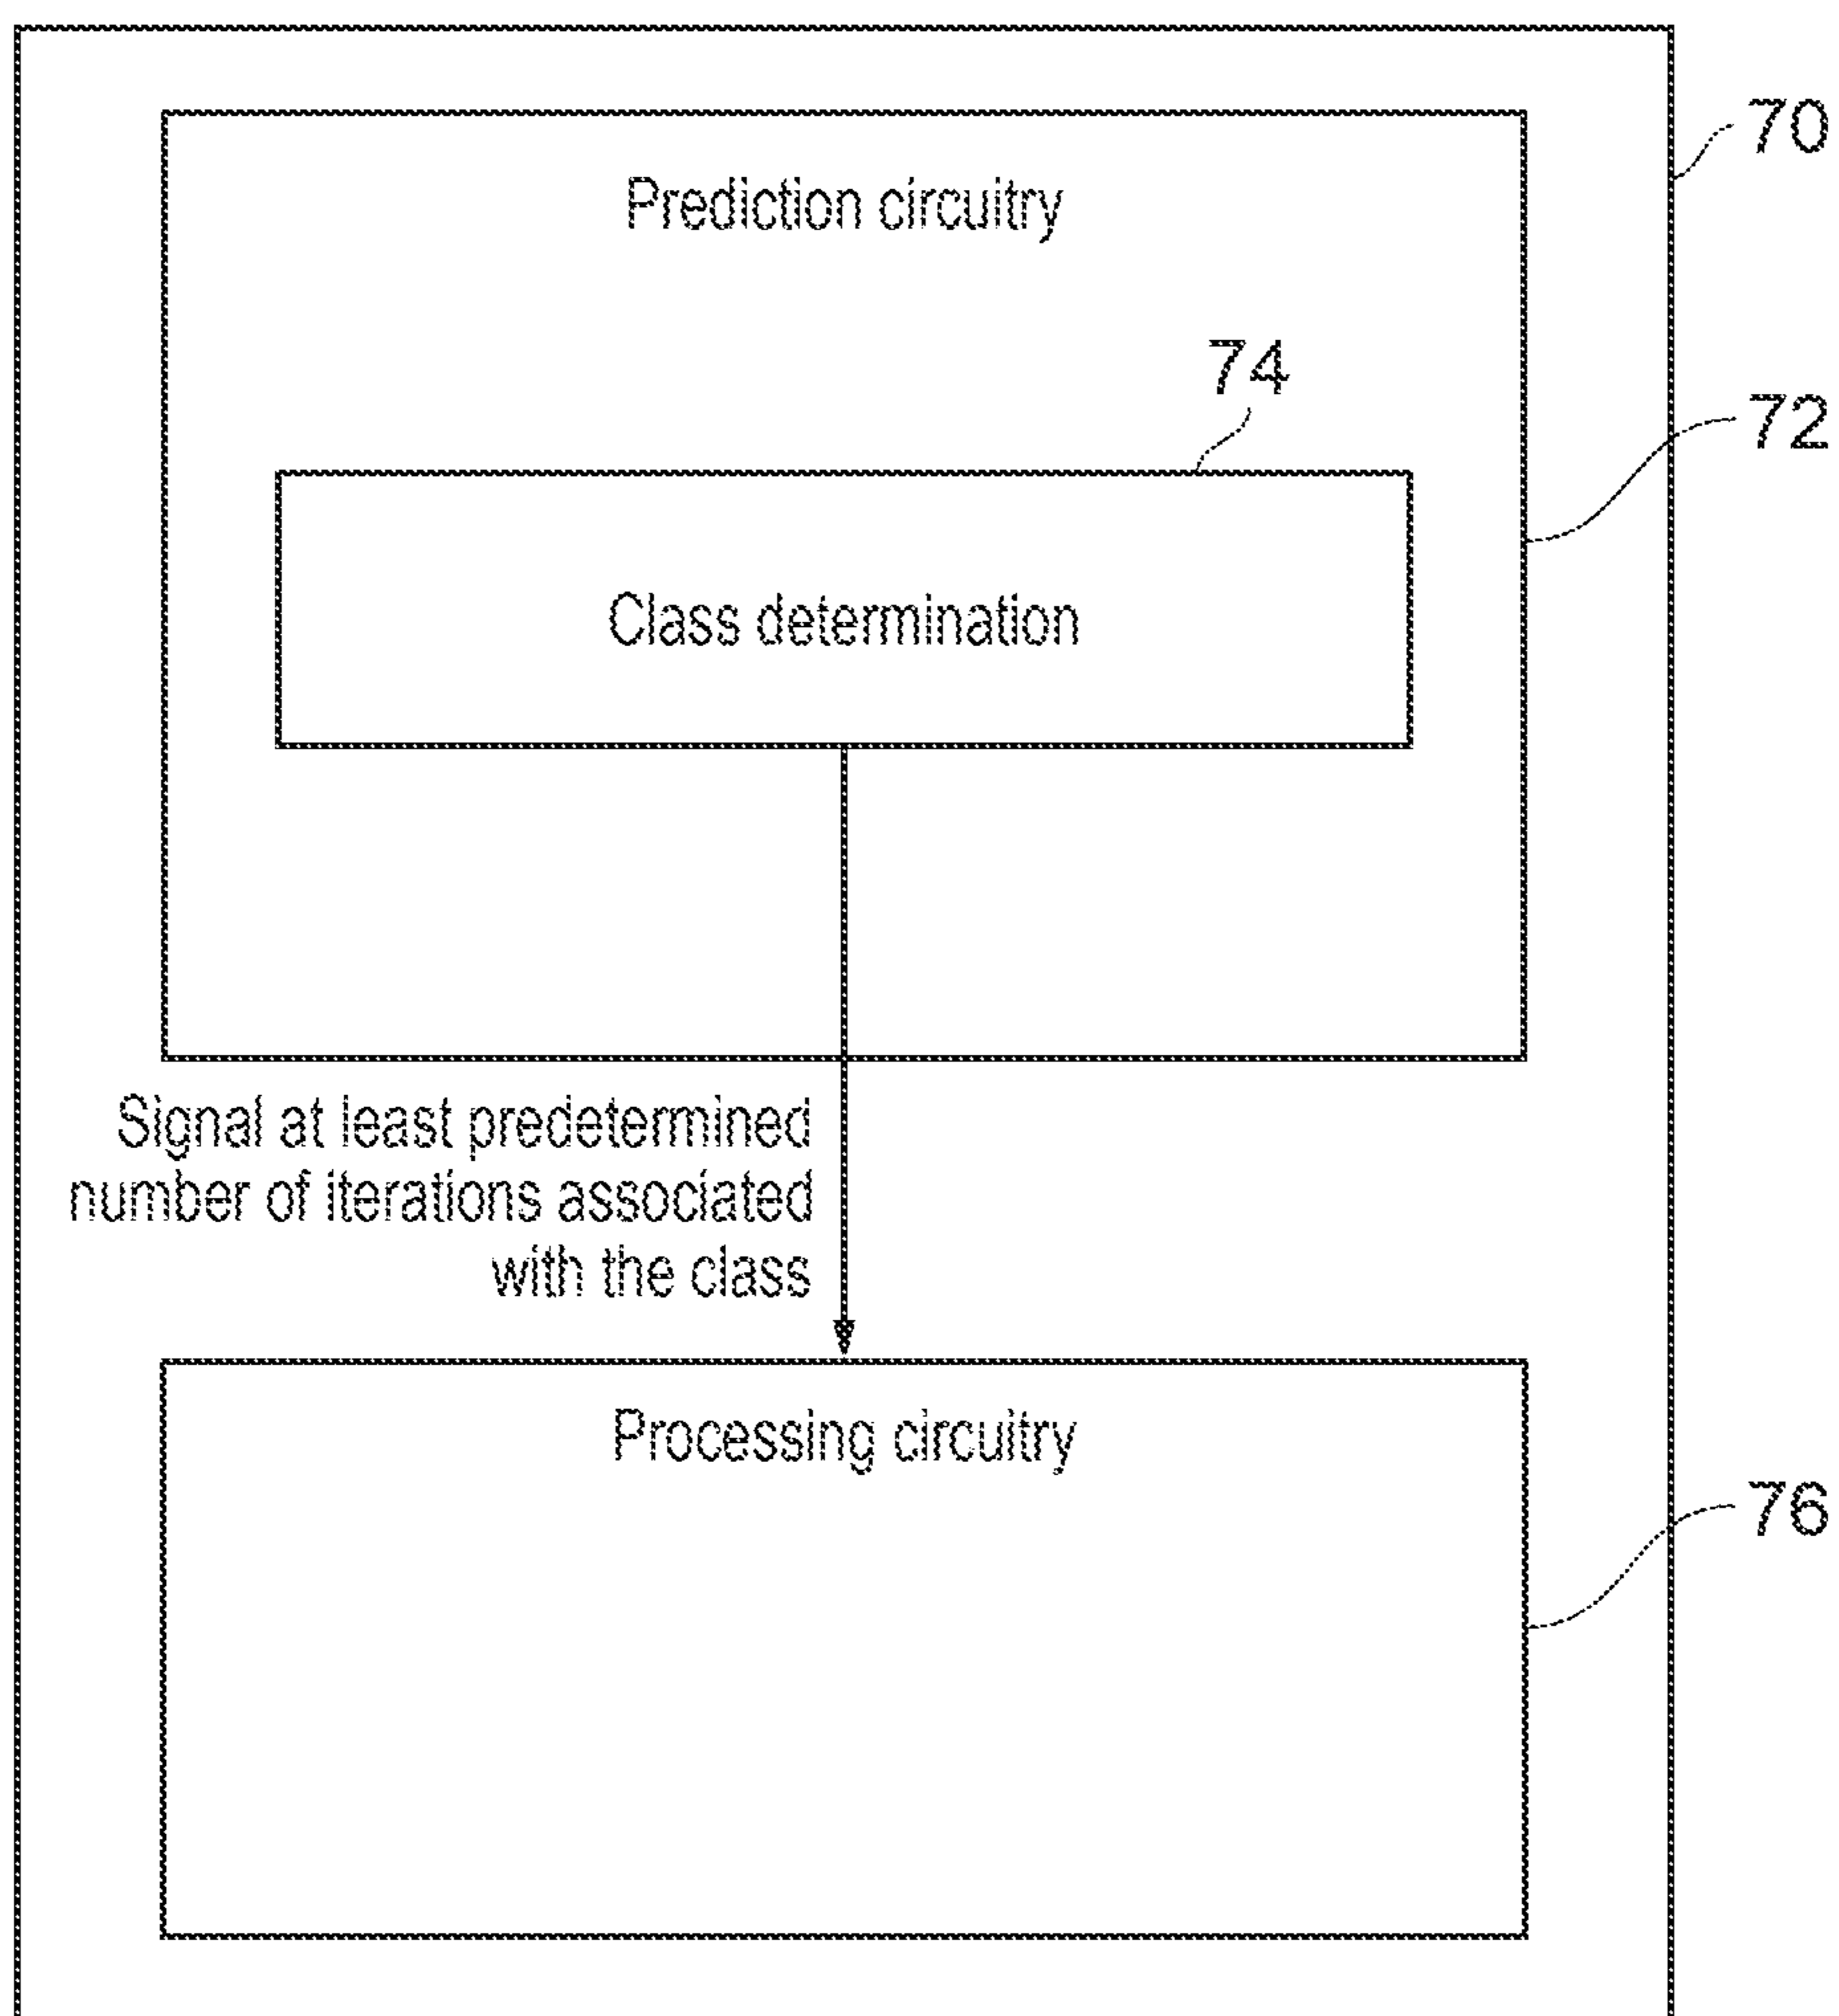 70
Prediction circuitry
74
72
Class determination
Signal at least predetermined
number of iterations associated
with the class
Processing circuitry
76